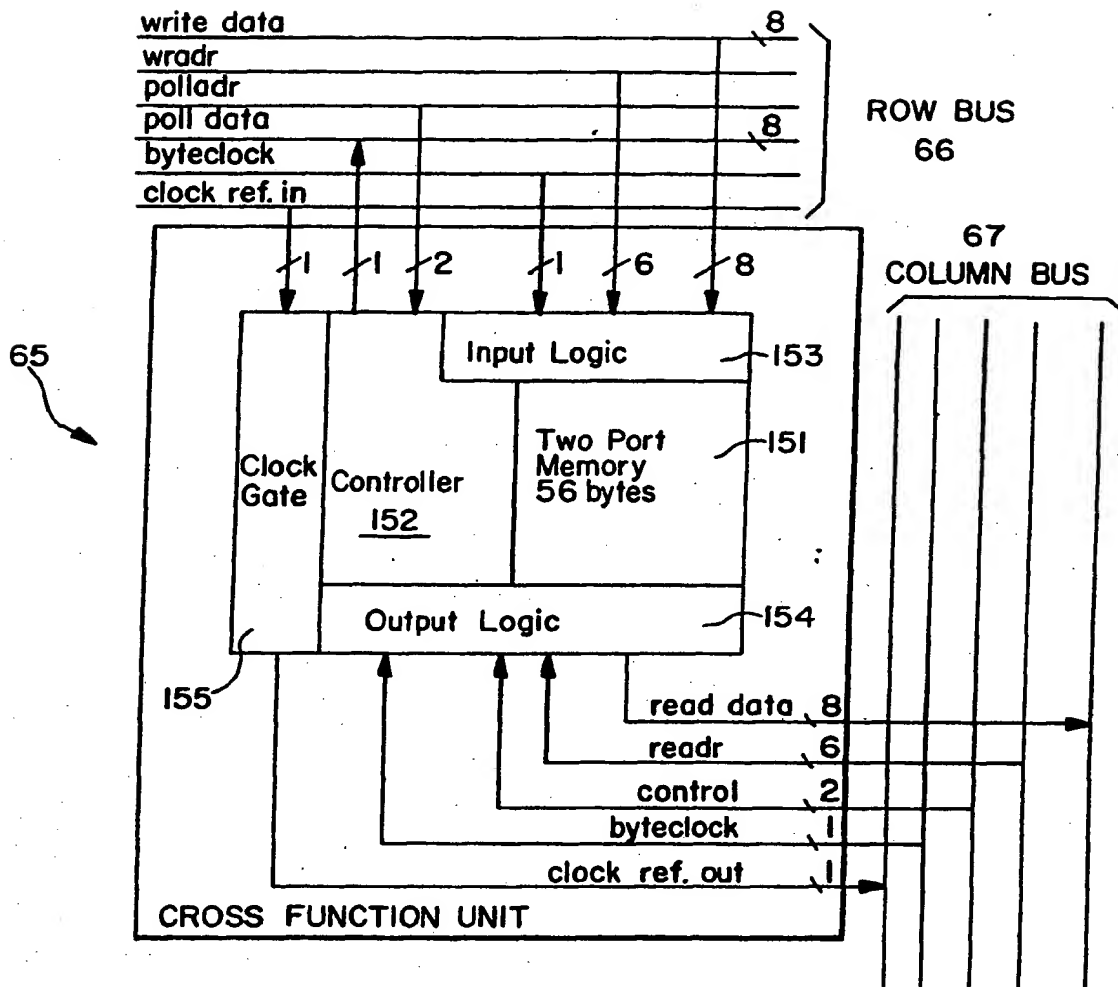 write data 8
wradr
polladr
poll data 8
byteclock
clock ref. in
ROW BUS
66
1 1 2 1 6 8
67
COLUMN BUS
65
Input Logic
153
Two Port
Memory
56 bytes
151
Clock
Gate
Controller
152
Output Logic
154
155
read data 8
readr 6
control 2
byteclock 1
clock ref. out 1
CROSS FUNCTION UNIT